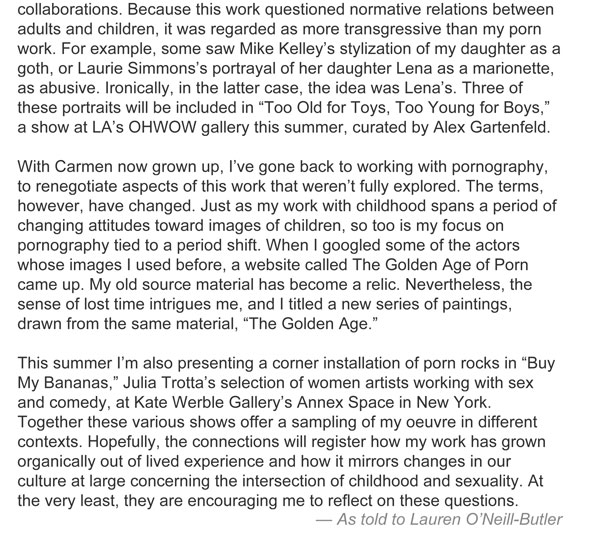 collaborations. Because this work questioned normative relations between
adults and children, it was regarded as more transgressive than my porn
work. For example, some saw Mike Kelley's stylization of my daughter as a
goth, or Laurie Simmons's portrayal of her daughter Lena as a marionette,
as abusive. Ironically, in the latter case, the idea was Lena's. Three of
these portraits will be included in “Too Old for Toys, Too Young for Boys,”
a show at LA's OHWOW gallery this summer, curated by Alex Gartenfeld.
With Carmen now grown up, I've gone back to working with pornography,
to renegotiate aspects of this work that weren't fully explored. The terms,
however, have changed. Just as my work with childhood spans a period of
changing attitudes toward images of children, so too is my focus on
pornography tied to a period shift. When I googled some of the actors
whose images I used before, a website called The Golden Age of Porn
came up. My old source material has become a relic. Nevertheless, the
sense of lost time intrigues me, and I titled a new series of paintings,
drawn from the same material, “The Golden Age.”
This summer I'm also presenting a corner installation of porn rocks in “Buy
My Bananas,” Julia Trotta's selection of women artists working with sex
and comedy, at Kate Werble Gallery's Annex Space in New York.
Together these various shows offer a sampling of my oeuvre in different
contexts. Hopefully, the connections will register how my work has grown
organically out of lived experience and how it mirrors changes in our
culture at large concerning the intersection of childhood and sexuality. At
the very least, they are encouraging me to reflect on these questions.
— As told to Lauren O'Neill-Butler